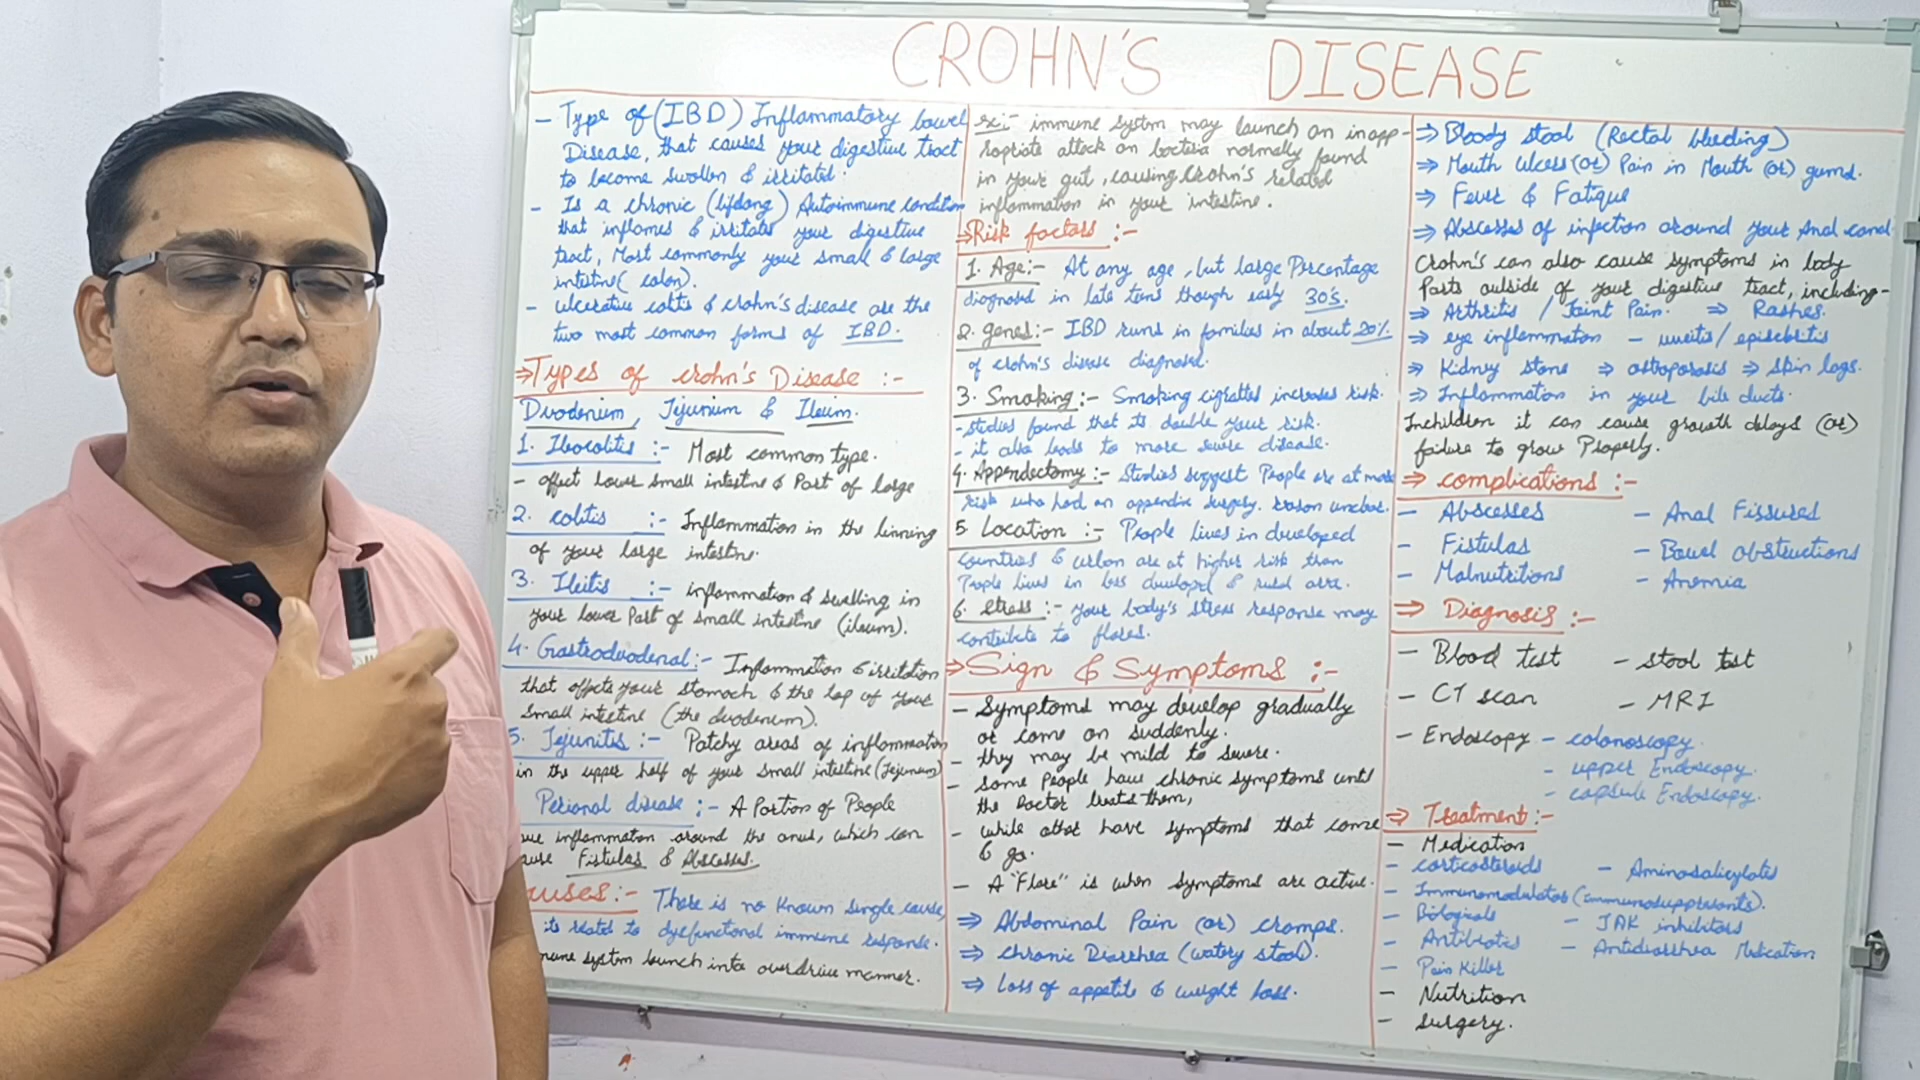 CROHN'S DISEASE
- Type of (IBD) Inflammatory bowel
Disease, that causes your digestive tract
to become swollen & irritated.
- Is a chronic (lifelong) Autoimmune condition
that inflames & irritates your digestive
tract, Most commonly your small & large
intestine (colon).
- ulcerative colitis & crohn's disease are the
two most common forms of IBD.
⇒ Types of crohn's Disease :-
Duodenum, Jejunum & Ileum.
1. Ileocolitis :- Most common type.
- affect lower small intestine & Part of large
2. colitis :- Inflammation in the linning
of your large intestine.
3. Ileitis :- inflammation & swelling in
your lower Part of small intestine (ileum).
4. Gastroduodenal :- Inflammation & irritation
that affects your stomach & the top of your
small intestine (the duodenum).
5. Jejunitis :- Patchy areas of inflammation
in the upper half of your small intestine (Jejunum)
Perianal disease :- A Portion of People
inflammation around the anus, which can
Fistulas & Abscesses.
auses :- There is no known single cause,
its related to dysfunctional immune response.
mune system launch into overdrive manner.
ex:- immune system may launch an inapp-
ropriate attack on bacteria normally found
in your gut, causing Crohn's related
inflammation in your intestine.
⇒ Risk factors :-
1. Age :- At any age, but large Percentage
diagnosed in late teens though early 30's.
2. genes :- IBD runs in families in about 20%
of crohn's disease diagnosed.
3. Smoking :- Smoking cigrattes increases risk.
- studies found that its double your risk.
- it also leads to more severe disease.
4. Appendectomy :- Studies suggest People are at more
risk who had an appendix surgery. reason unclear.
5 Location :- People lives in developed
countries & urban are at higher risk than
People lives in less developed & rural area.
6. Stress :- your body's stress response may
contribute to flares.
⇒ Sign & Symptoms :-
- Symptoms may develop gradually
or come on suddenly.
- they may be mild to severe.
- some People have chronic symptoms until
the Doctor treats them,
- while other have symptoms that come
& go.
- A "Flare" is when symptoms are active.
⇒ Abdominal Pain (or) cramps.
⇒ chronic Diarrhea (watery stool).
⇒ Loss of appetite & weight loss.
⇒ Bloody stool (Rectal bleeding)
⇒ Mouth ulcers (or) Pain in Mouth (or) gums.
⇒ Fever & Fatique
⇒ Abscesses of infection around your Anal canal
Crohn's can also cause symptoms in body
Parts outside of your digestive tract, including-
⇒ Arthritis / Joint Pain. ⇒ Rashes.
⇒ eye inflammation - uveitis/episcleritis
⇒ Kidney stone ⇒ osteoporosis ⇒ skin tags.
⇒ Inflammation in your bile ducts.
Inchildren it can cause growth delays (or)
failure to grow Properly.
⇒ complications :-
- Abscesses - Anal Fissures
- Fistulas - Bowel obstructions
- Malnutritions - Anemia
⇒ Diagnosis :-
- Blood test - stool test
- CT scan - MRI
- Endoscopy - colonoscopy.
- upper Endoscopy.
- capsule Endoscopy.
⇒ Treatment :-
- Medication
- corticosteroids - Aminosalicylates
- Immunomodulators (immunosuppressants).
- Biologicals - JAK inhibitors
- Antibiotics - Antidiarrhea Medication
- Pain Killer
- Nutrition
- surgery.